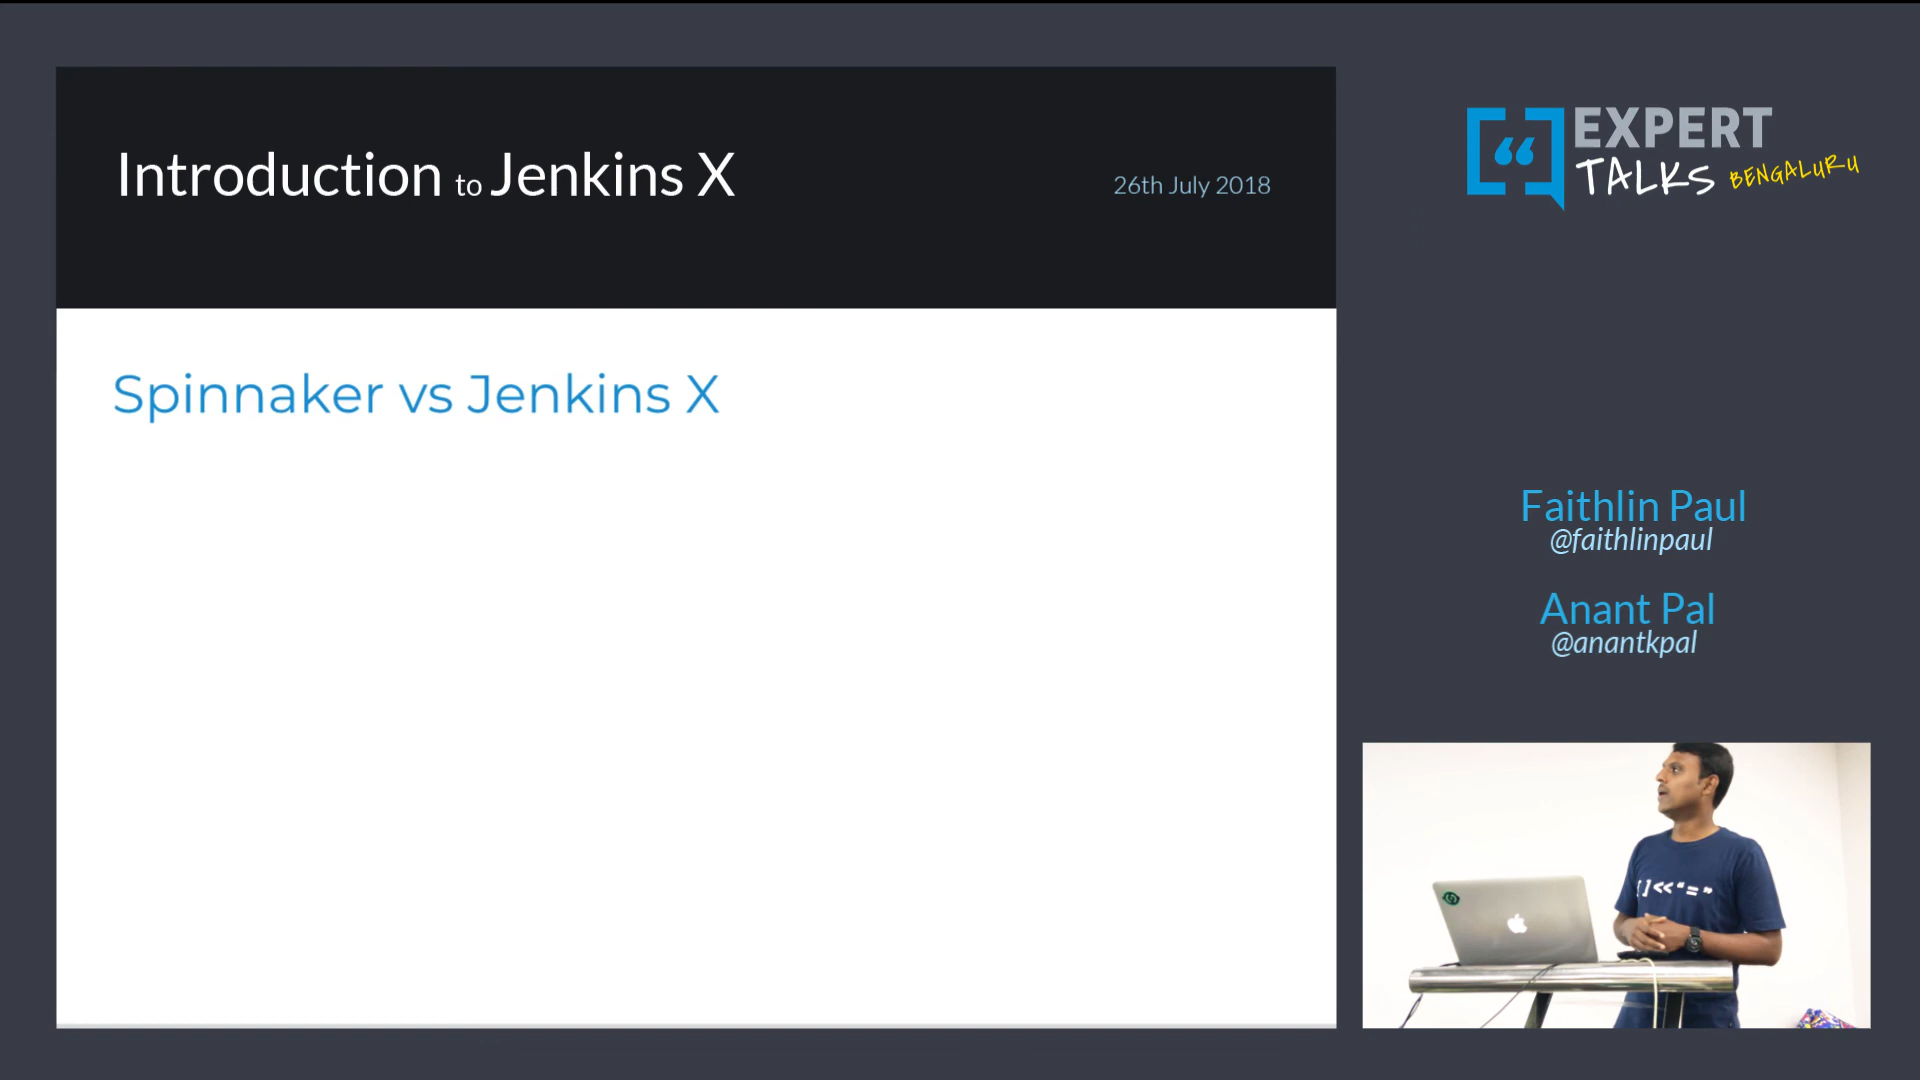 Introduction to Jenkins X
26th July 2018
EXPERT
TALKS BENGALURU
Spinnaker vs Jenkins X
Faithlin Paul
@faithlinpaul
Anant Pal
@anantkpal
[ ]<<"="